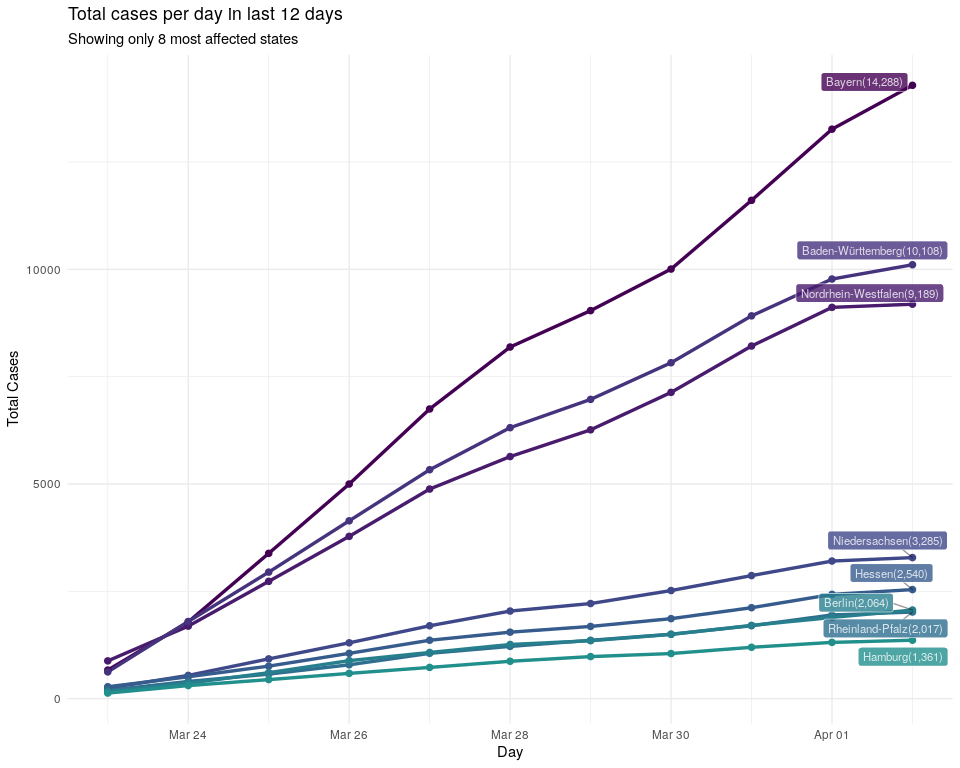 Total cases per day in last 12 days
Showing only 8 most affected states
Bayern(14,288)
Baden-Württemberg(10,108)
10000
Nordrhein-Westfalen(9,189)
Total Cases
5000
Niedersachsen(3,285)
Hessen(2,540)
Berlin(2,064)
Rheinland-Pfalz(2,017)
Hamburg(1,361)
0
Mar 24 Mar 26 Mar 28 Mar 30 Apr 01
Day